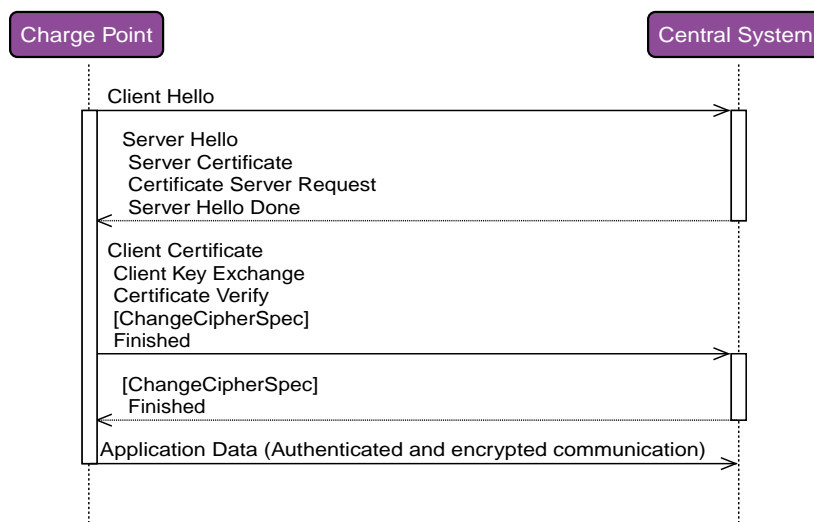 Charge Point
Central System
Client Hello
Server Hello
Server Certificate
Certificate Server Request
Server Hello Done
Client Certificate
Client Key Exchange
Certificate Verify
[ChangeCipherSpec]
Finished
[ChangeCipherSpec]
Finished
Application Data (Authenticated and encrypted communication)